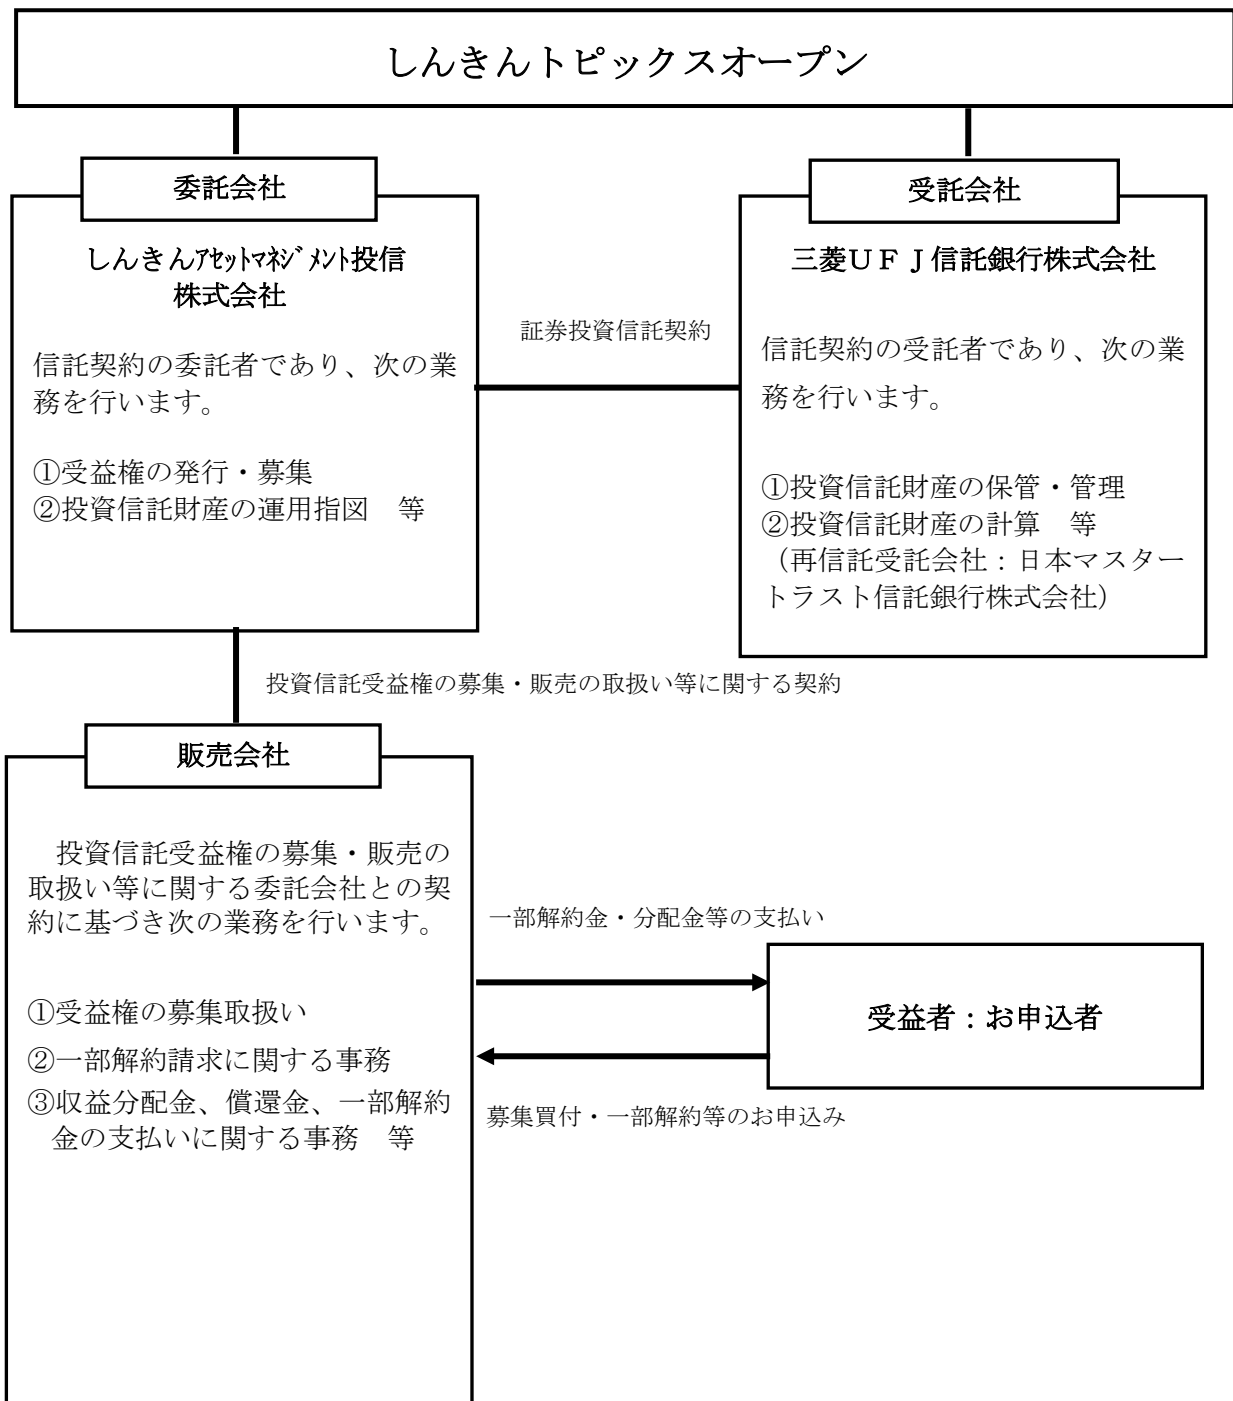 しんきんトピックスオープン
委託会社
しんきんｱｾｯﾄﾏﾈｼﾞﾒﾝﾄ投信
株式会社
信託契約の委託者であり、次の業
務を行います。
①受益権の発行・募集
②投資信託財産の運用指図　等
証券投資信託契約
受託会社
三菱ＵＦＪ信託銀行株式会社
信託契約の受託者であり、次の業
務を行います。
①投資信託財産の保管・管理
②投資信託財産の計算　等
（再信託受託会社：日本マスター
トラスト信託銀行株式会社）
投資信託受益権の募集・販売の取扱い等に関する契約
販売会社
投資信託受益権の募集・販売の
取扱い等に関する委託会社との契
約に基づき次の業務を行います。
①受益権の募集取扱い
②一部解約請求に関する事務
③収益分配金、償還金、一部解約
金の支払いに関する事務　等
一部解約金・分配金等の支払い
受益者：お申込者
募集買付・一部解約等のお申込み